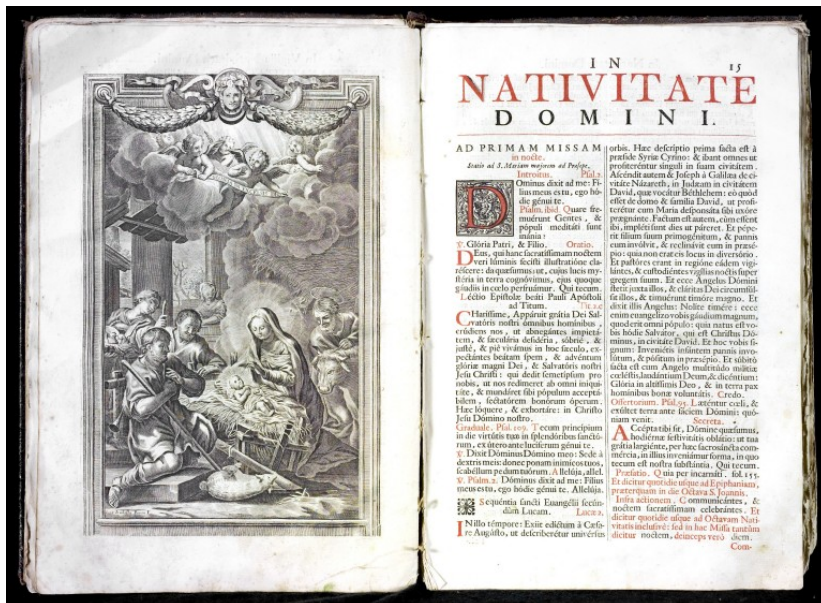 IN
15
NATIVITATE
DOMINI.
AD PRIMAM MISSAM
in nocte.
Statio ad S. Mariam majorem ad Præsepe.
Introitus. Psal. 2.
Dominus dixit ad me: Fi-
lius meus es tu, ego hó-
die génui te.
Psalm. ibid. Quare fre-
muérunt Gentes, &
pópuli meditáti sunt
inánia?
℣. Glória Patri, & Filio. Oratio.
Deus, qui hanc sacratíssimam noctem
veri lúminis fecísti illustratióne cla-
réscere: da quæsumus; ut, cujus lucis my-
stéria in terra cognóvimus, ejus quoque
gáudiis in cœlo perfruámur. Qui tecum.
Léctio Epístolæ beáti Pauli Apóstoli
ad Titum.
CHaríssime, Appáruit grátia Dei Sal-
vatóris nostri ómnibus homínibus,
erúdiens nos, ut abnegántes impietá-
tem, & sæculária desidéria, sóbrie, &
justè, & piè vivámus in hoc sæculo, ex-
pectántes beátam spem, & advéntum
glóriæ magni Dei, & Salvatóris nostri
Jesu Christi: qui dedit semetípsum pro
nobis, ut nos redímeret ab omni iniqui-
táte, & mundáret sibi pópulum acceptá-
bilem, sectatórem bonórum óperum.
Hæc lóquere, & exhortáre: in Christo
Jesu Dómino nostro.
Graduale. Psal. 109. Tecum princípium
in die virtútis tuæ in splendóribus sanctó-
rum, ex útero ante lucíferum génui te.
℣. Dixit Dóminus Dómino meo: Sede à
dextris meis: donec ponam inimícos tuos,
scabéllum pedum tuórum. Allelúja, allel.
℣. Psalm. 2. Dóminus dixit ad me: Fílius
meus es tu, ego hódie génui te. Allelúja.
Sequéntia sancti Euangélii secún-
dùm Lucam. Lucæ 2.
IN illo témpore: Exiit edíctum à Cæsa-
re Augústo, ut describerétur univérsus
orbis. Hæc descríptio prima facta est à
præside Syriæ Cyrino: & ibant omnes ut
profiteréntur sínguli in suam civitátem.
Ascéndit autem & Joseph à Galilæa de ci-
vitáte Názareth, in Judæam in civitátem
David, quæ vocátur Béthlehem: eò quòd
esset de domo & família David, ut profi-
terétur cum María desponsáta sibi uxóre
prægnánte. Factum est autem, cùm essent
ibi, impléti sunt dies ut páreret. Et pépe-
rit fílium suum primogénitum, & pannis
eum invólvit, & reclinávit eum in præsé-
pio: quia non erat eis locus in diversório.
Et pastóres erant in regióne eádem vigi-
lántes, & custodiéntes vigílias noctis super
gregem suum. Et ecce Angelus Dómini
stetit juxta illos, & cláritas Dei circumfúl-
sit illos, & timuérunt timóre magno. Et
dixit illis Angelus: Nolíte timére: ecce
enim euangelízo vobis gáudium magnum,
quod erit omni pópulo: quia natus est vo-
bis hódie Salvátor, qui est Christus Dó-
minus, in civitáte David. Et hoc vobis si-
gnum: Inveniétis infántem pannis invo-
lútum, & pósitum in præsépio. Et súbitò
facta est cum Angelo multitúdo milítiæ
cœléstis, laudántium Deum, & dicéntium:
Glória in altíssimis Deo, & in terra pax
homínibus bonæ voluntátis. Credo.
Offertorium. Psal. 95. Læténtur cœli, &
exúltet terra ante fáciem Dómini: quó-
niam venit. Secreta.
Accépta tibi sit, Dómine quæsumus,
hodiérnæ festivitátis oblátio: ut tua
grátia largiénte, per hæc sacrosáncta com-
mércia, in illíus inveniámur forma, in quo
tecum est nostra substántia. Qui tecum.
Præfatio, Quia per incarnáti. fol. 155.
Et dicitur quotidie usque ad Epiphaniam,
præterquam in die Octava S. Joannis.
Infra actionem, Communicántes, &
noctem sacratíssimam celebrántes. Et
dicitur quotidie usque ad Octavam Nati-
vitatis inclusivè: sed in hac Missa tantùm
dicitur noctem, deinceps verò diem.
Com-